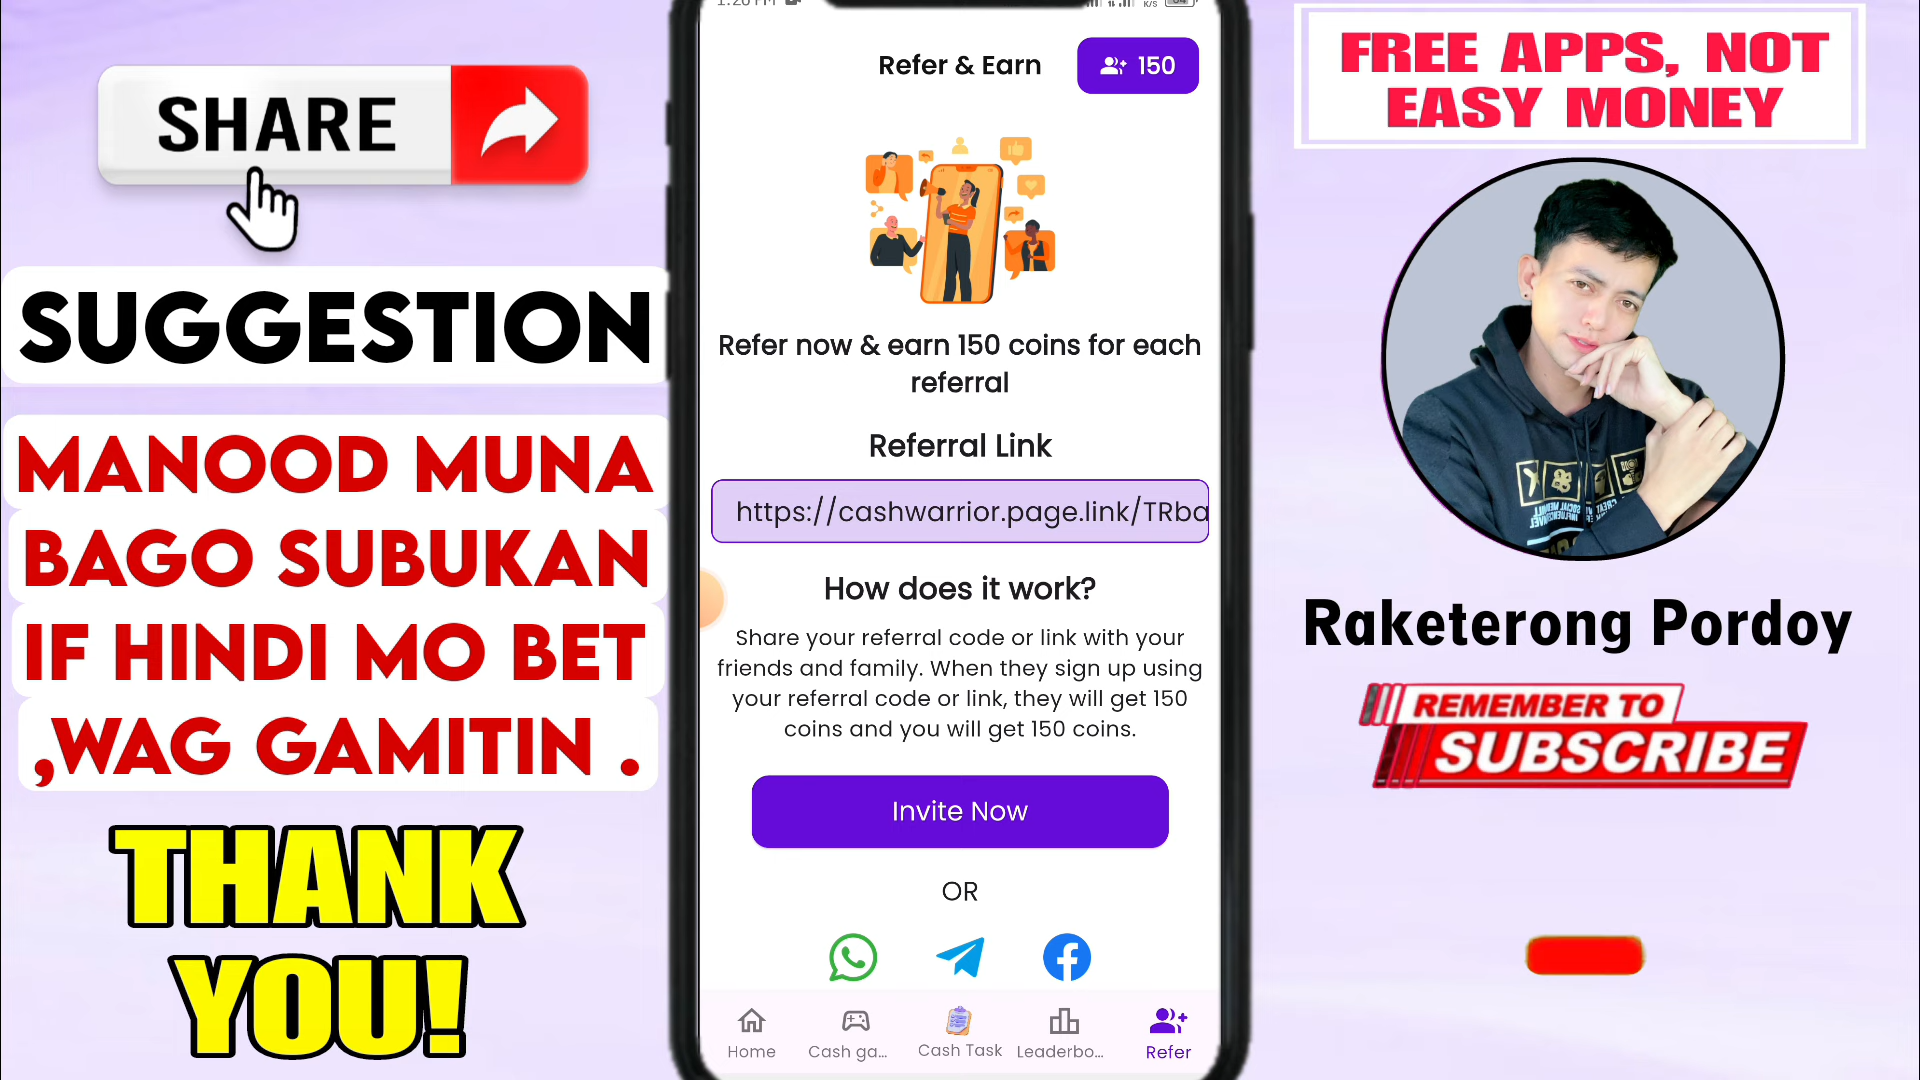 SHARE
SUGGESTION
MANOOD MUNA
BAGO SUBUKAN
IF HINDI MO BET
,WAG GAMITIN .
THANK
YOU!
Refer & Earn
150
Refer now & earn 150 coins for each
referral
Referral Link
https://cashwarrior.page.link/TRba
How does it work?
Share your referral code or link with your
friends and family. When they sign up using
your referral code or link, they will get 150
coins and you will get 150 coins.
Invite Now
OR
Home
Cash ga...
Cash Task
Leaderbo...
Refer
FREE APPS, NOT
EASY MONEY
Raketerong Pordoy
REMEMBER TO
SUBSCRIBE